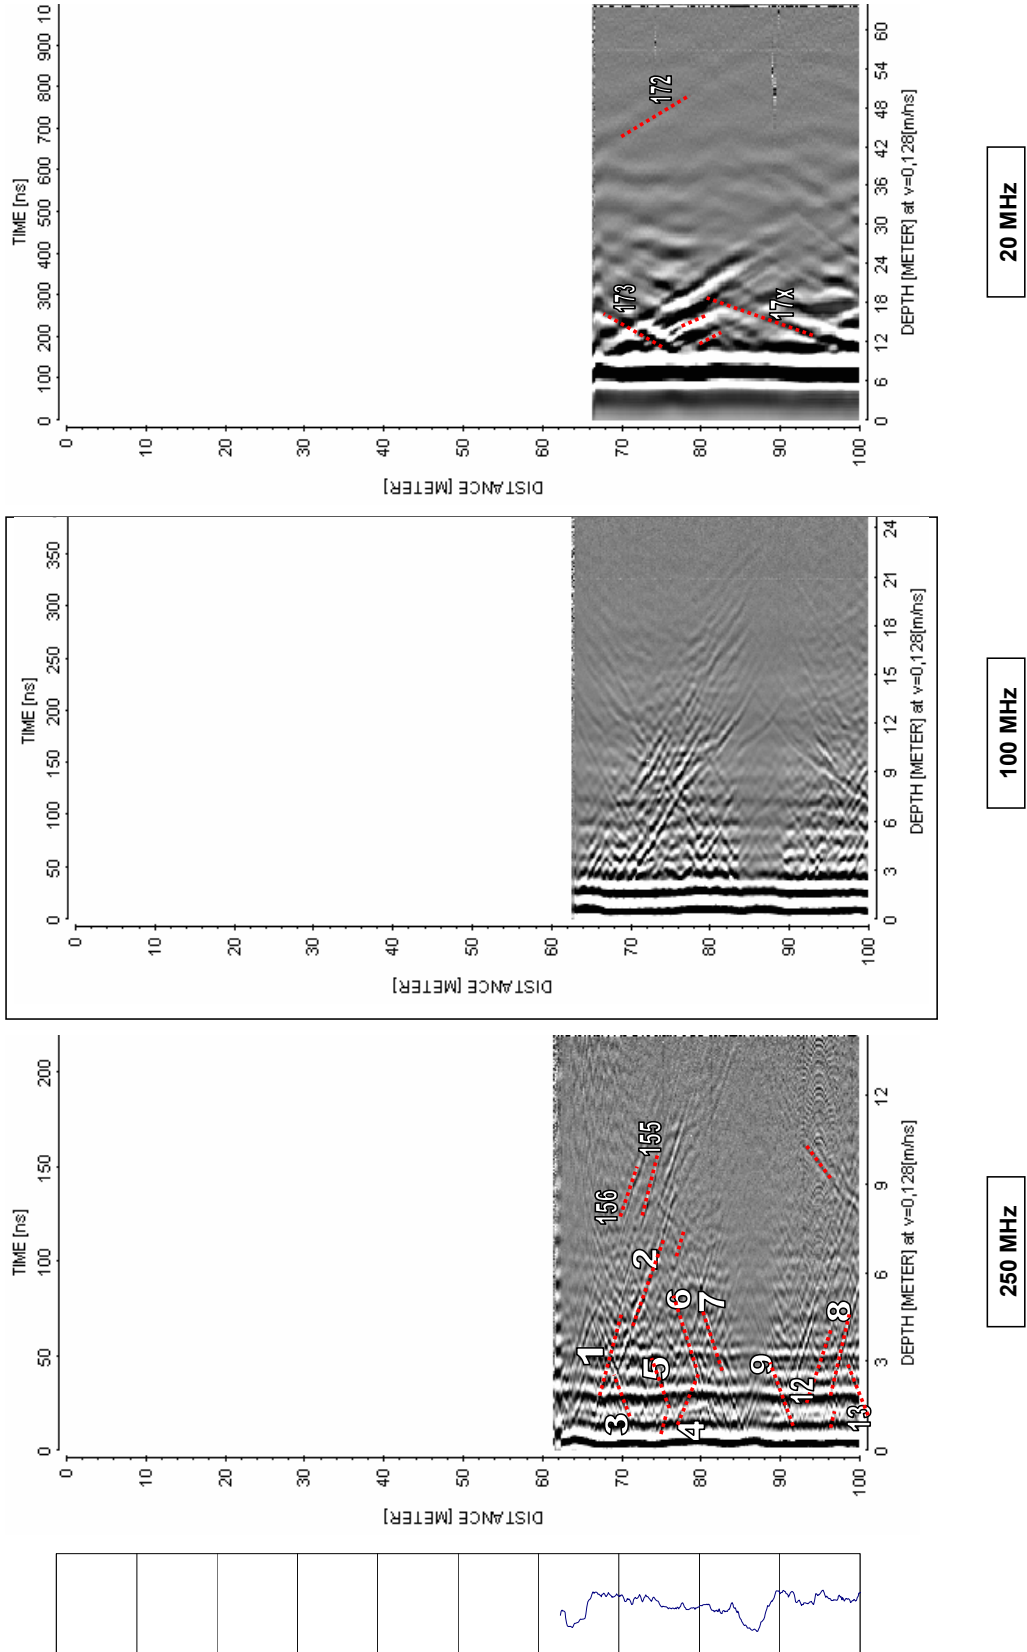 TIME [ns]
0 100 200 300 400 500 600 700 800 900 10
173
172
17x
0 6 12 18 24 30 36 42 48 54 60
DEPTH [METER] at v=0,128[m/ns]
0 10 20 30 40 50 60 70 80 90 100
DISTANCE [METER]
20 MHz
TIME [ns]
0 50 100 150 200 250 300 350
0 3 6 9 12 15 18 21 24
DEPTH [METER] at v=0,128[m/ns]
0 10 20 30 40 50 60 70 80 90 100
DISTANCE [METER]
100 MHz
TIME [ns]
0 50 100 150 200
156
155
1
2
3
5
6
4
7
9
12
8
13
0 3 6 9 12
DEPTH [METER] at v=0,128[m/ns]
0 10 20 30 40 50 60 70 80 90 100
DISTANCE [METER]
250 MHz